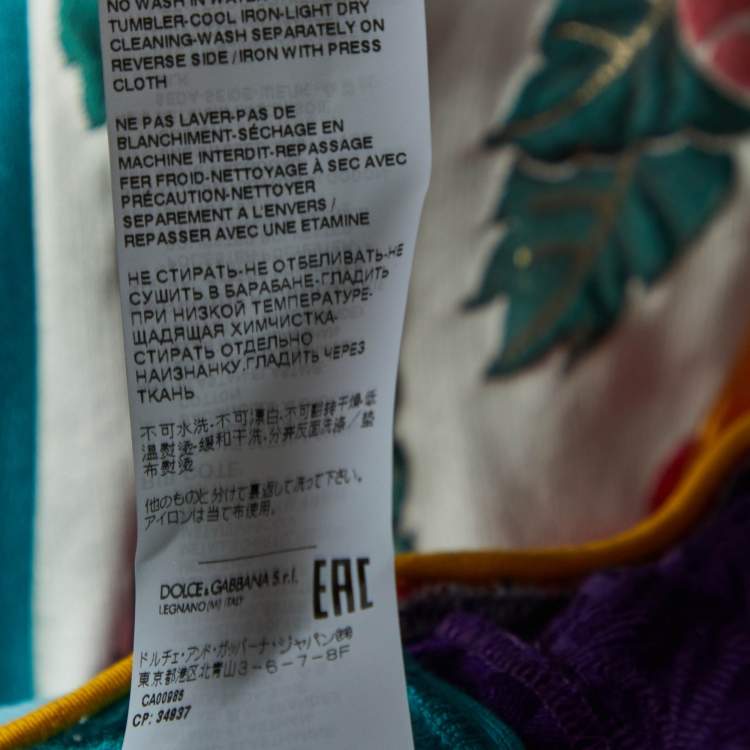 NO WASH IN WATER
TUMBLER-COOL IRON-LIGHT DRY
CLEANING-WASH SEPARATELY ON
REVERSE SIDE / IRON WITH PRESS
CLOTH
NE PAS LAVER-PAS DE
BLANCHIMENT-SÉCHAGE EN
MACHINE INTERDIT-REPASSAGE
FER FROID-NETTOYAGE À SEC AVEC
PRÉCAUTION-NETTOYER
SEPAREMENT A L'ENVERS /
REPASSER AVEC UNE ETAMINE
НЕ СТИРАТЬ-НЕ ОТБЕЛИВАТЬ-НЕ
СУШИТЬ В БАРАБАНЕ-ГЛАДИТЬ
ПРИ НИЗКОЙ ТЕМПЕРАТУРЕ-
ЩАДЯЩАЯ ХИМЧИСТКА-
СТИРАТЬ ОТДЕЛЬНО
НАИЗНАНКУ.ГЛАДИТЬ ЧЕРЕЗ
ТКАНЬ
不可水洗-不可漂白-不可翻转干燥-低
温熨烫-缓和干洗-分开反面洗涤／垫
布熨烫
他のものと分けて裏返して洗って下さい。
アイロンは当て布使用。
DOLCE & GABBANA S.r.l.
LEGNANO (MI) ITALY
EAC
ドルチェ・アンド・ガッバーナ・ジャパン㈱
東京都港区北青山3-6-7-8F
CA00985
CP: 34937